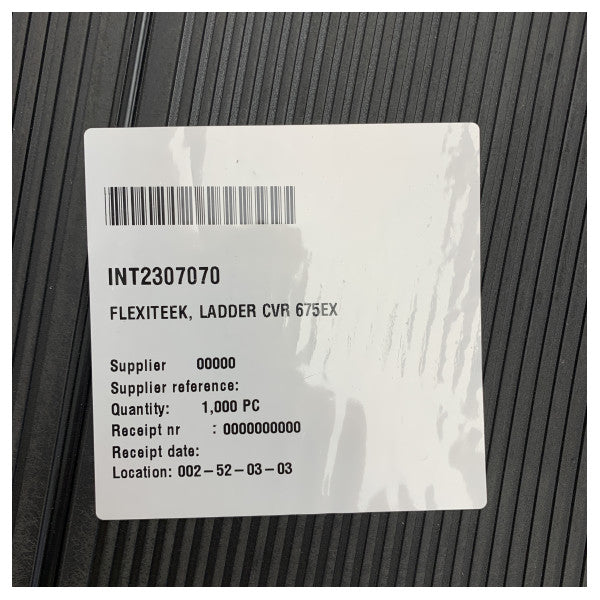 INT2307070
FLEXITEEK, LADDER CVR 675EX
Supplier 00000
Supplier reference:
Quantity: 1,000 PC
Receipt nr : 0000000000
Receipt date:
Location: 002-52-03-03